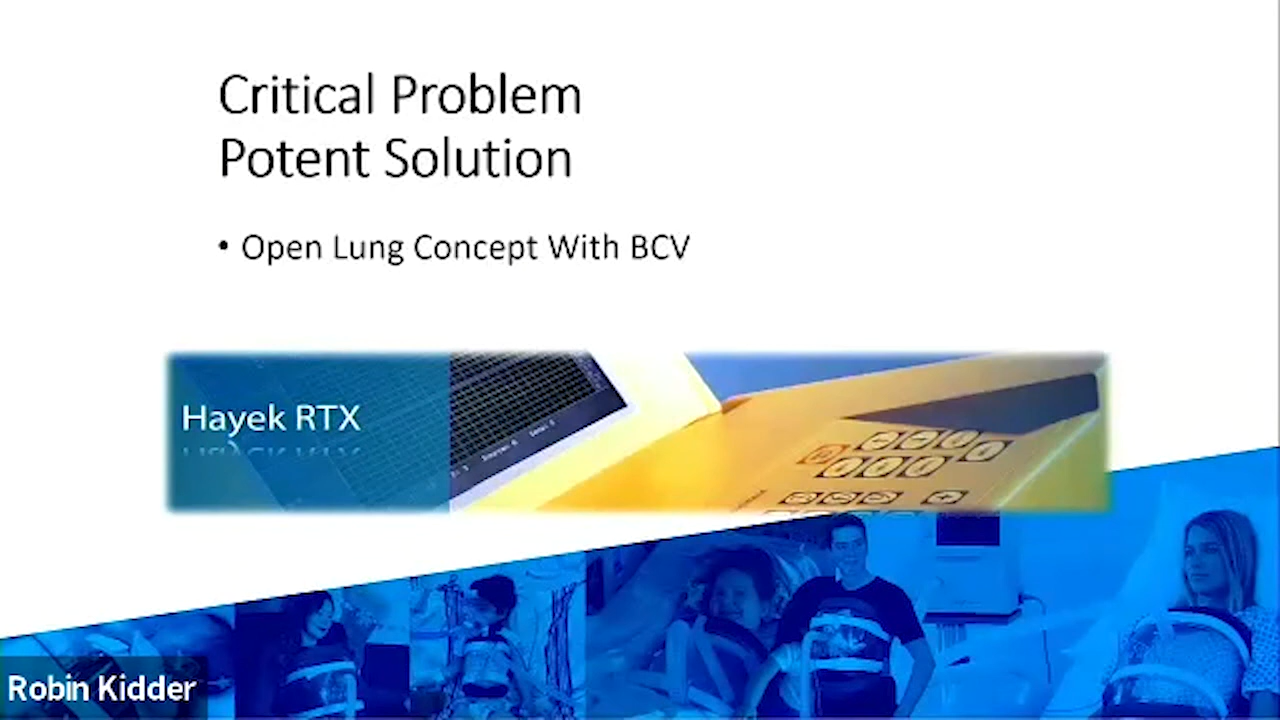 Critical Problem
Potent Solution
• Open Lung Concept With BCV
Hayek RTX
Robin Kidder